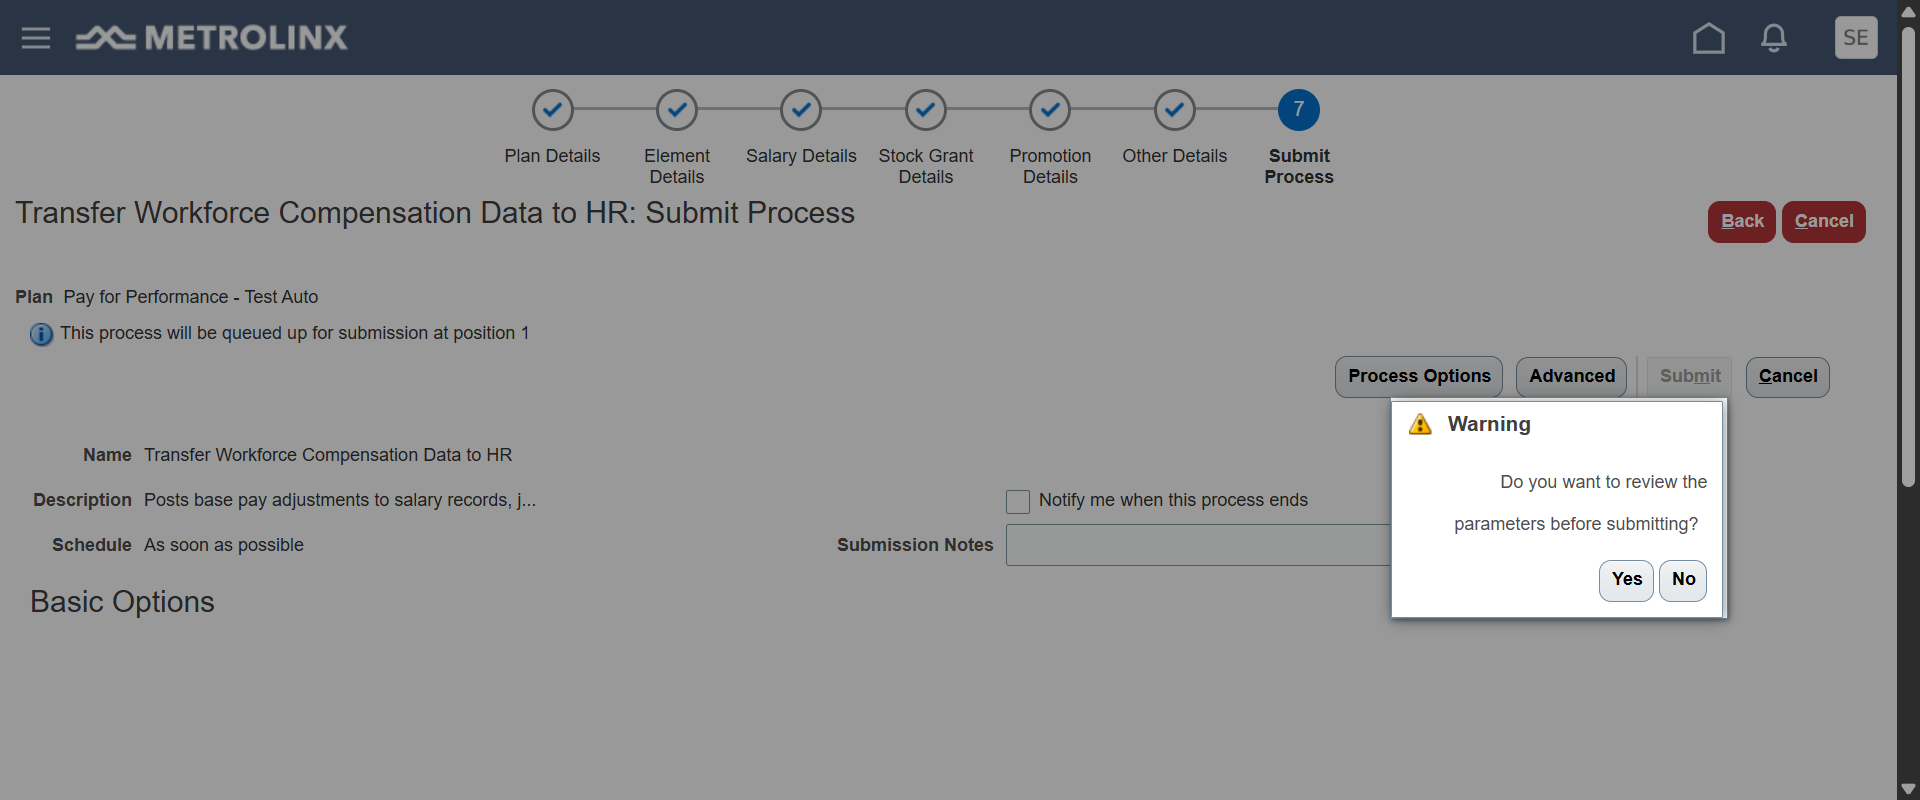 METROLINX
SE
7
Plan Details
Element
Details
Salary Details
Stock Grant
Details
Promotion
Details
Other Details
Submit
Process
Transfer Workforce Compensation Data to HR: Submit Process
Back
Cancel
Plan Pay for Performance - Test Auto
This process will be queued up for submission at position 1
Process Options
Advanced
Submit
Cancel
Warning
Do you want to review the
parameters before submitting?
Yes
No
Name Transfer Workforce Compensation Data to HR
Description Posts base pay adjustments to salary records, j...
Notify me when this process ends
Schedule As soon as possible
Submission Notes
Basic Options